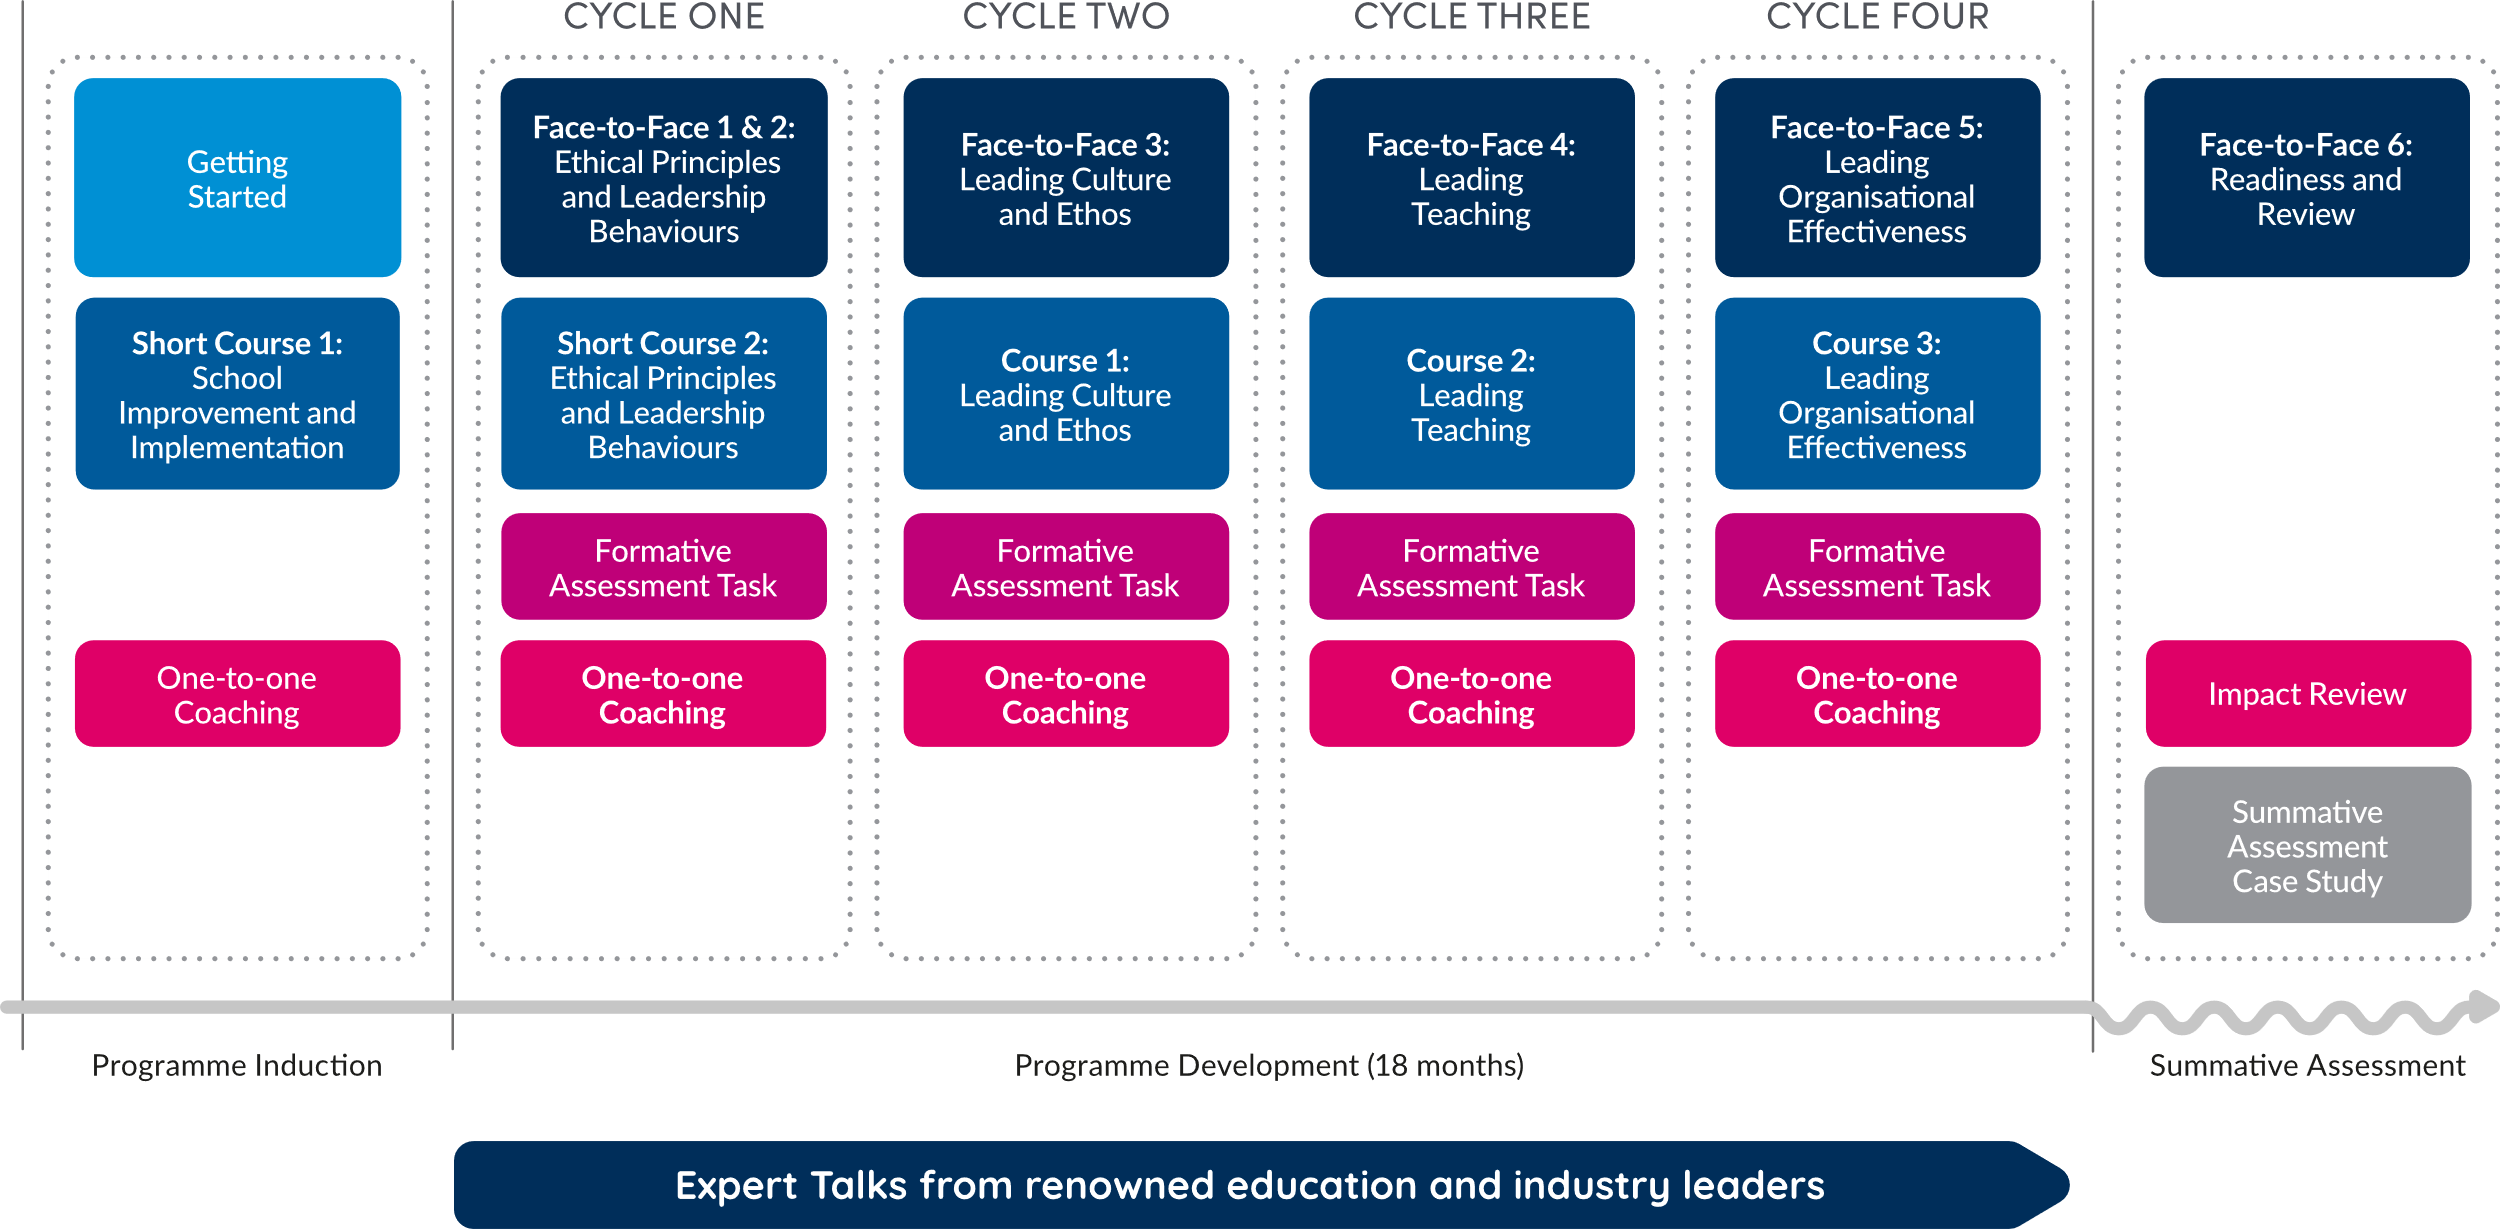 CYCLE ONE
CYCLE TWO
CYCLE THREE
CYCLE FOUR
Getting
Started
Short Course 1:
School
Improvement and
Implementation
One-to-one
Coaching
Face-to-Face 1 & 2:
Ethical Principles
and Leadership
Behaviours
Short Course 2:
Ethical Principles
and Leadership
Behaviours
Formative
Assessment Task
One-to-one
Coaching
Face-to-Face 3:
Leading Culture
and Ethos
Course 1:
Leading Culture
and Ethos
Formative
Assessment Task
One-to-one
Coaching
Face-to-Face 4:
Leading
Teaching
Course 2:
Leading
Teaching
Formative
Assessment Task
One-to-one
Coaching
Face-to-Face 5:
Leading
Organisational
Effectiveness
Course 3:
Leading
Organisational
Effectiveness
Formative
Assessment Task
One-to-one
Coaching
Face-to-Face 6:
Readiness and
Review
Impact Review
Summative
Assessment
Case Study
Programme Induction
Programme Development (18 months)
Summative Assessment
Expert Talks from renowned education and industry leaders